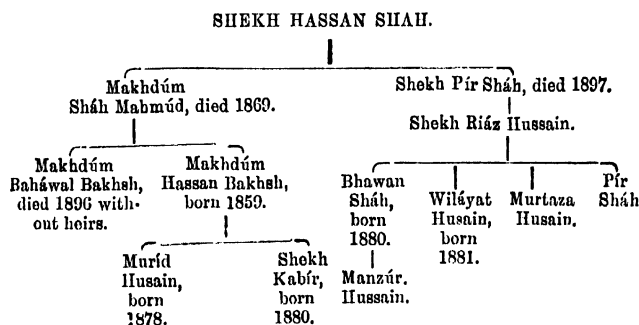 SHEKH HASSAN SHAH.
Makhdúm
Sháh Mahmúd, died 1869.
Shekh Pír Sháh, died 1897.
Shekh Riáz Hussain.
Makhdúm
Baháwal Bakhsh,
died 1896 with-
out heirs.
Makhdúm
Hassan Bakhsh,
born 1859.
Bhawan
Sháh,
born
1880.
Wiláyat
Husain,
born
1881.
Murtaza
Husain.
Pír
Sháh
Muríd
Husain,
born
1878.
Shekh
Kabír,
born
1880.
Manzúr.
Hussain.